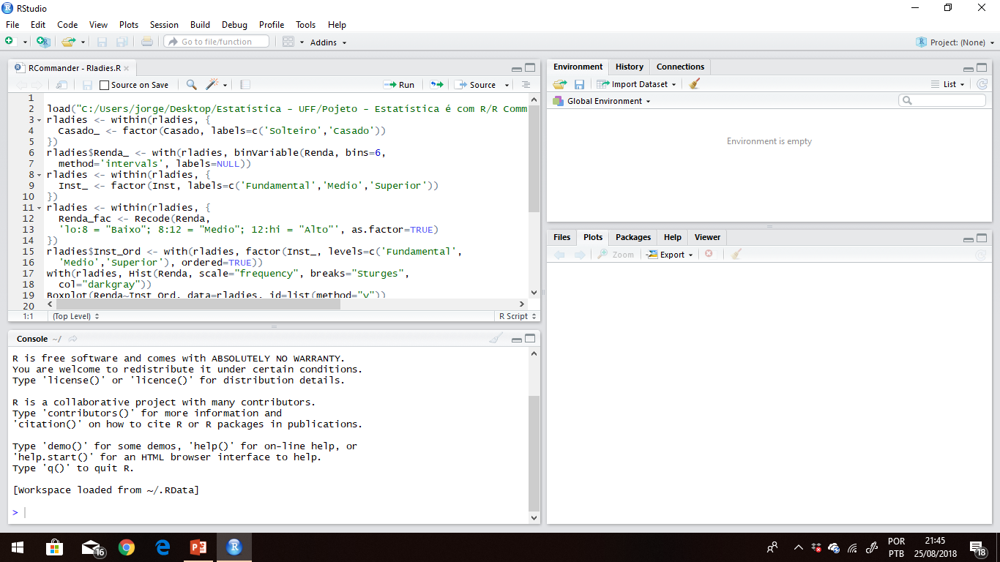 RStudio
File Edit Code View Plots Session Build Debug Profile Tools Help
Go to file/function Addins Project: (None)
RCommander - Rladies.R
Source on Save Run Source
1
2 load("C:/Users/jorge/Desktop/Estatística - UFF/Pojeto - Estatística é com R/R Comm
3 rladies <- within(rladies, {
4 Casado_ <- factor(Casado, labels=c('Solteiro','Casado'))
5 })
6 rladies$Renda_ <- with(rladies, binVariable(Renda, bins=6,
7 method='intervals', labels=NULL))
8 rladies <- within(rladies, {
9 Inst_ <- factor(Inst, labels=c('Fundamental','Medio','Superior'))
10 })
11 rladies <- within(rladies, {
12 Renda_fac <- Recode(Renda,
13 'lo:8 = "Baixo"; 8:12 = "Medio"; 12:hi = "Alto"', as.factor=TRUE)
14 })
15 rladies$Inst_Ord <- with(rladies, factor(Inst_, levels=c('Fundamental',
16 'Medio','Superior'), ordered=TRUE))
17 with(rladies, Hist(Renda, scale="frequency", breaks="Sturges",
18 col="darkgray"))
19 Boxplot(Renda~Inst_Ord, data=rladies, id=list(method="y"))
20
1:1 (Top Level) R Script
Console ~/
R is free software and comes with ABSOLUTELY NO WARRANTY.
You are welcome to redistribute it under certain conditions.
Type 'license()' or 'licence()' for distribution details.
R is a collaborative project with many contributors.
Type 'contributors()' for more information and
'citation()' on how to cite R or R packages in publications.
Type 'demo()' for some demos, 'help()' for on-line help, or
'help.start()' for an HTML browser interface to help.
Type 'q()' to quit R.
[Workspace loaded from ~/.RData]
>
Environment History Connections
Import Dataset List
Global Environment
Environment is empty
Files Plots Packages Help Viewer
Zoom Export
16
POR
PTB
21:45
25/08/2018
18